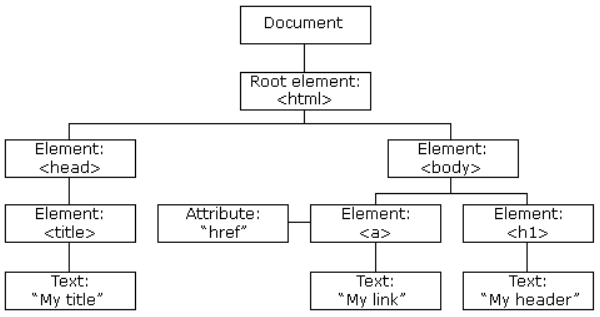 Document
Root element:
<html>
Element:
<head>
Element:
<body>
Element:
<title>
Attribute:
“href”
Element:
<a>
Element:
<h1>
Text:
“My title”
Text:
“My link”
Text:
“My header”